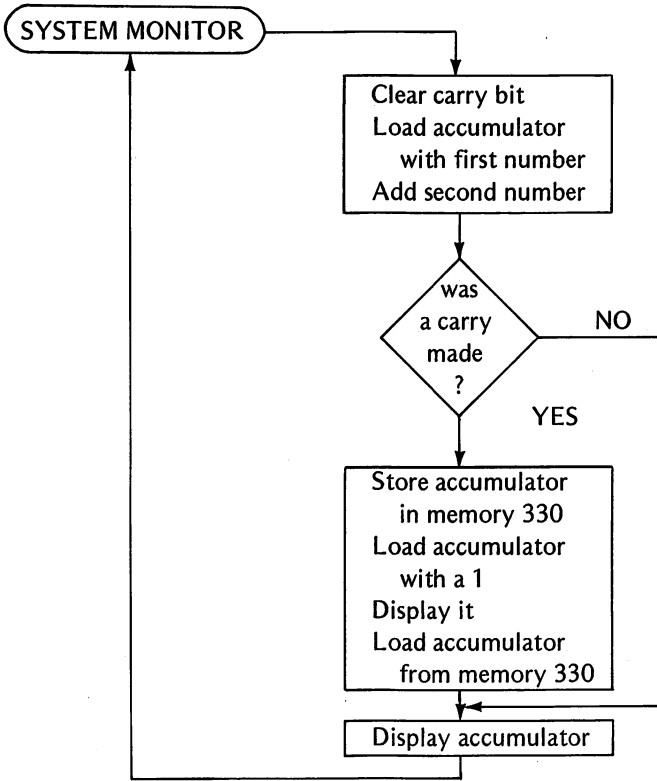 SYSTEM MONITOR
Clear carry bit
Load accumulator
with first number
Add second number
was
a carry
made
?
NO
YES
Store accumulator
in memory 330
Load accumulator
with a 1
Display it
Load accumulator
from memory 330
Display accumulator